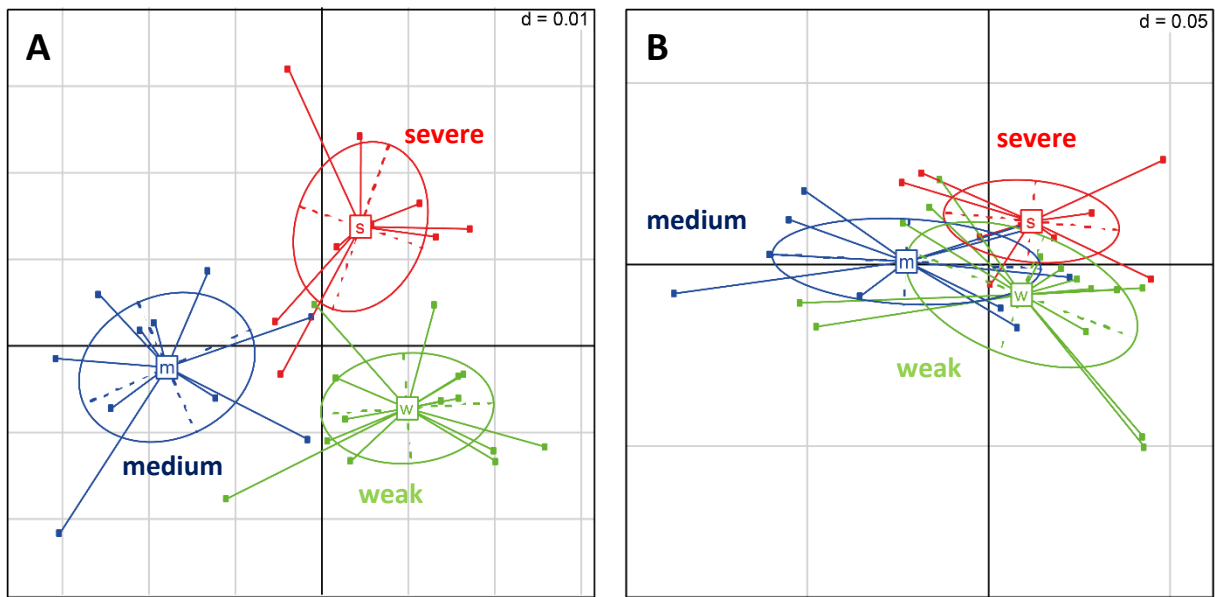 A
d = 0.01
severe
s
m
w
medium
weak
B
d = 0.05
severe
medium
s
m
w
weak